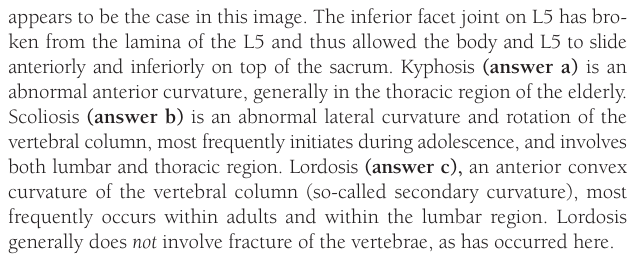 appears to be the case in this image. The inferior facet joint on L5 has bro-
ken from the lamina of the L5 and thus allowed the body and L5 to slide
anteriorly and inferiorly on top of the sacrum. Kyphosis (answer a) is an
abnormal anterior curvature, generally in the thoracic region of the elderly.
Scoliosis (answer b) is an abnormal lateral curvature and rotation of the
vertebral column, most frequently initiates during adolescence, and involves
both lumbar and thoracic region. Lordosis (answer c), an anterior convex
curvature of the vertebral column (so-called secondary curvature), most
frequently occurs within adults and within the lumbar region. Lordosis
generally does not involve fracture of the vertebrae, as has occurred here.